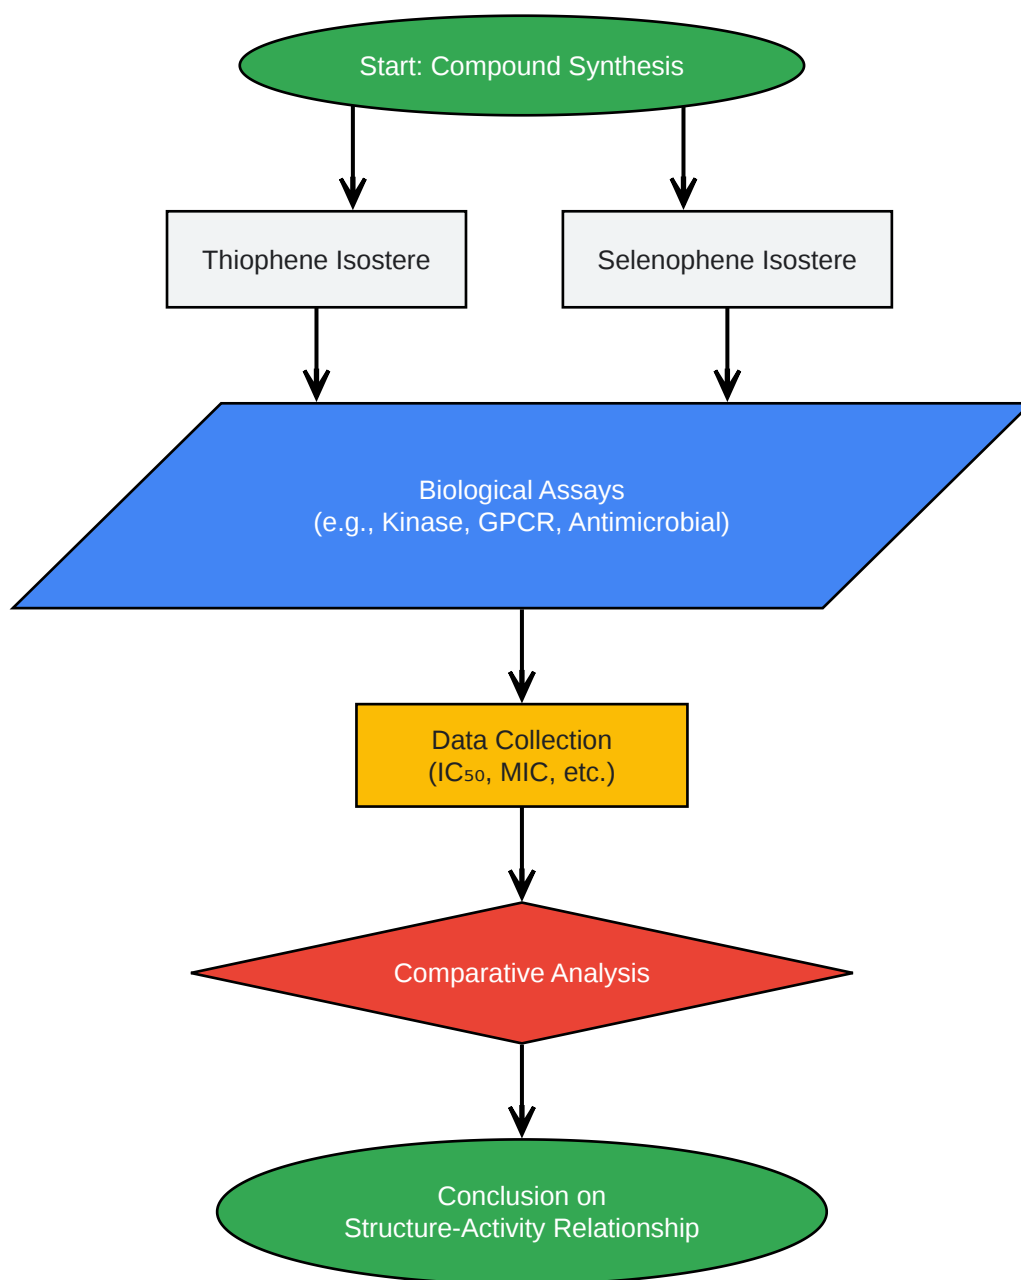 Start: Compound Synthesis
Thiophene Isostere
Selenophene Isostere
Biological Assays
(e.g., Kinase, GPCR, Antimicrobial)
Data Collection
(IC₅₀, MIC, etc.)
Comparative Analysis
Conclusion on
Structure-Activity Relationship